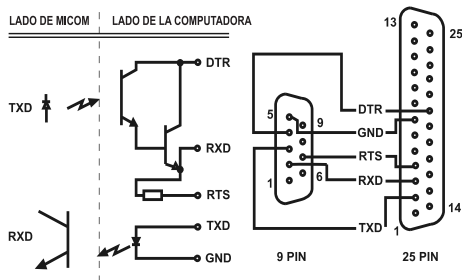 LADO DE MICOM
LADO DE LA COMPUTADORA
TXD
DTR
RXD
RTS
RXD
TXD
GND
5
9
1
6
9 PIN
DTR
GND
RTS
RXD
TXD
13
25
14
1
25 PIN